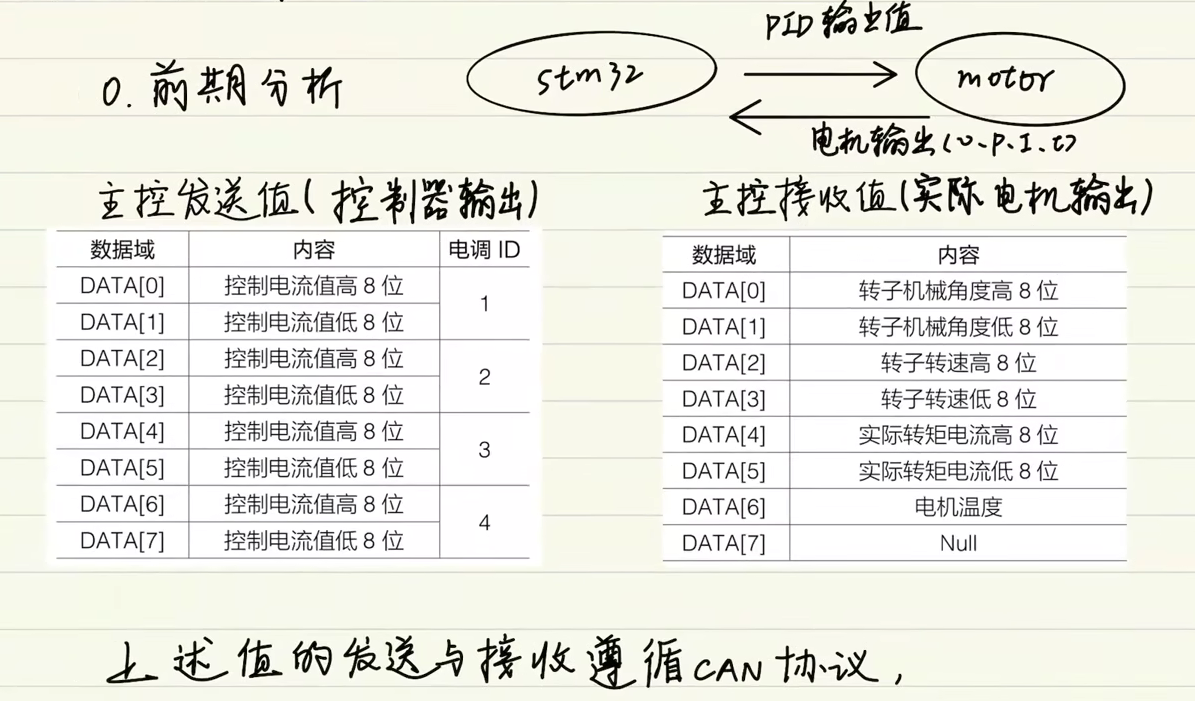 PID输出值
0. 前期分析
stm32
motor
电机输出(v.p.I.t)
主控发送值(控制器输出)
主控接收值(实际电机输出)
数据域 内容 电调 ID
DATA[0] 控制电流值高 8 位
1
DATA[1] 控制电流值低 8 位
DATA[2] 控制电流值高 8 位
2
DATA[3] 控制电流值低 8 位
DATA[4] 控制电流值高 8 位
3
DATA[5] 控制电流值低 8 位
DATA[6] 控制电流值高 8 位
4
DATA[7] 控制电流值低 8 位
数据域 内容
DATA[0] 转子机械角度高 8 位
DATA[1] 转子机械角度低 8 位
DATA[2] 转子转速高 8 位
DATA[3] 转子转速低 8 位
DATA[4] 实际转矩电流高 8 位
DATA[5] 实际转矩电流低 8 位
DATA[6] 电机温度
DATA[7] Null
上述值的发送与接收遵循CAN协议，